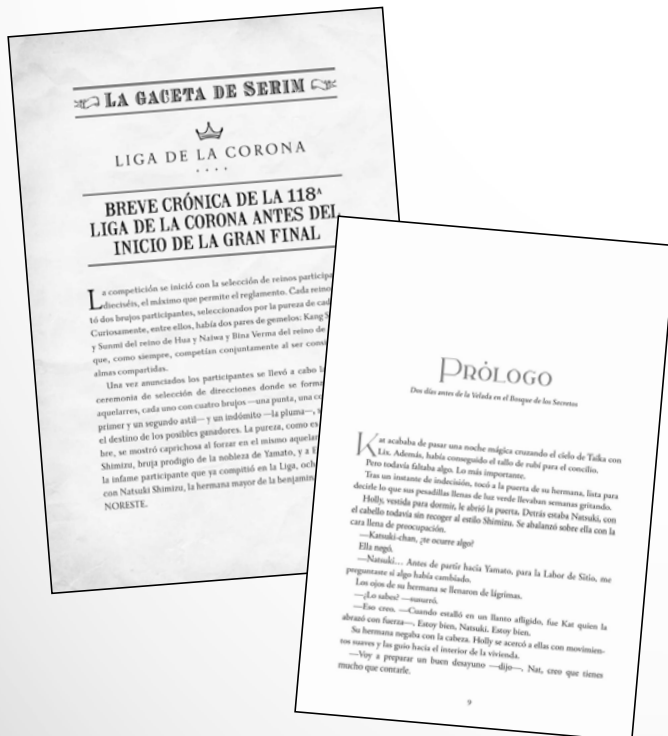 LA GACETA DE SERIM
LIGA DE LA CORONA
BREVE CRÓNICA DE LA 118ᴬ
LIGA DE LA CORONA ANTES DEL
INICIO DE LA GRAN FINAL
La competición se inició con la selección de reinos participa
dieciséis, el máximo que permite el reglamento. Cada reino
tó dos brujos participantes, seleccionados por la pureza de cad
Curiosamente, entre ellos, había dos pares de gemelos: Kang S
y Sunmi del reino de Hua y Naiwa y Bina Verma del reino de
que, como siempre, competían conjuntamente al ser consi
almas compartidas.
Una vez anunciados los participantes se llevó a cabo la
ceremonia de selección de direcciones donde se forma
aquelarres, cada uno con cuatro brujos —una punta, una co
primer y un segundo astil— y un indómito —la pluma—,
el destino de los posibles ganadores. La pureza, como es
bre, se mostró caprichosa al forzar en el mismo aquelar
Shimizu, bruja prodigio de la nobleza de Yamato, y a
la infame participante que ya compitió en la Liga, och
con Natsuki Shimizu, la hermana mayor de la benjamin
NORESTE.
PRÓLOGO
Dos días antes de la Velada en el Bosque de los Secretos
Kat acababa de pasar una noche mágica cruzando el cielo de Taika con
Lix. Además, había conseguido el tallo de rubí para el concilio.
Pero todavía faltaba algo. Lo más importante.
Tras un instante de indecisión, tocó a la puerta de su hermana, lista para
decirle lo que sus pesadillas llenas de luz verde llevaban semanas gritando.
Holly, vestida para dormir, le abrió la puerta. Detrás estaba Natsuki, con
el cabello todavía sin recoger al estilo Shimizu. Se abalanzó sobre ella con la
cara llena de preocupación.
—Katsuki-chan, ¿te ocurre algo?
Ella negó.
—Natsuki… Antes de partir hacia Yamato, para la Labor de Sitio, me
preguntaste si algo había cambiado.
Los ojos de su hermana se llenaron de lágrimas.
—¿Lo sabes? —susurró.
—Eso creo. —Cuando estalló en un llanto afligido, fue Kat quien la
abrazó con fuerza—. Estoy bien, Natsuki. Estoy bien.
Su hermana negaba con la cabeza. Holly se acercó a ellas con movimien-
tos suaves y las guio hacia el interior de la vivienda.
—Voy a preparar un buen desayuno —dijo—. Nat, creo que tienes
mucho que contarle.
9